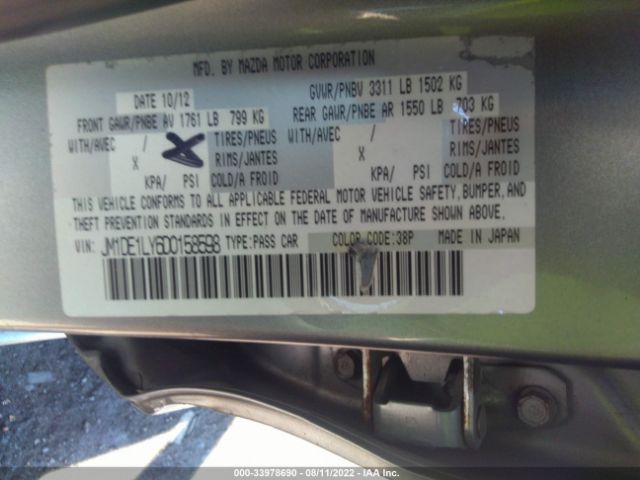 MFD. BY MAZDA MOTOR CORPORATION
DATE 10/12
GVWR/PNBV 3311 LB 1502 KG
FRONT GAWR/PNBE AV 1761 LB 799 KG
REAR GAWR/PNBE AR 1550 LB 703 KG
WITH/AVEC / TIRES/PNEUS WITH/AVEC / TIRES/PNEUS
X RIMS/JANTES X RIMS/JANTES
KPA/ PSI COLD/A FROID KPA/ PSI COLD/A FROID
THIS VEHICLE CONFORMS TO ALL APPLICABLE FEDERAL MOTOR VEHICLE SAFETY, BUMPER, AND
THEFT PREVENTION STANDARDS IN EFFECT ON THE DATE OF MANUFACTURE SHOWN ABOVE.
VIN: JM1DE1LY6D0158698 TYPE: PASS CAR COLOR CODE: 38P MADE IN JAPAN
000-33978690 - 08/11/2022 - IAA Inc.